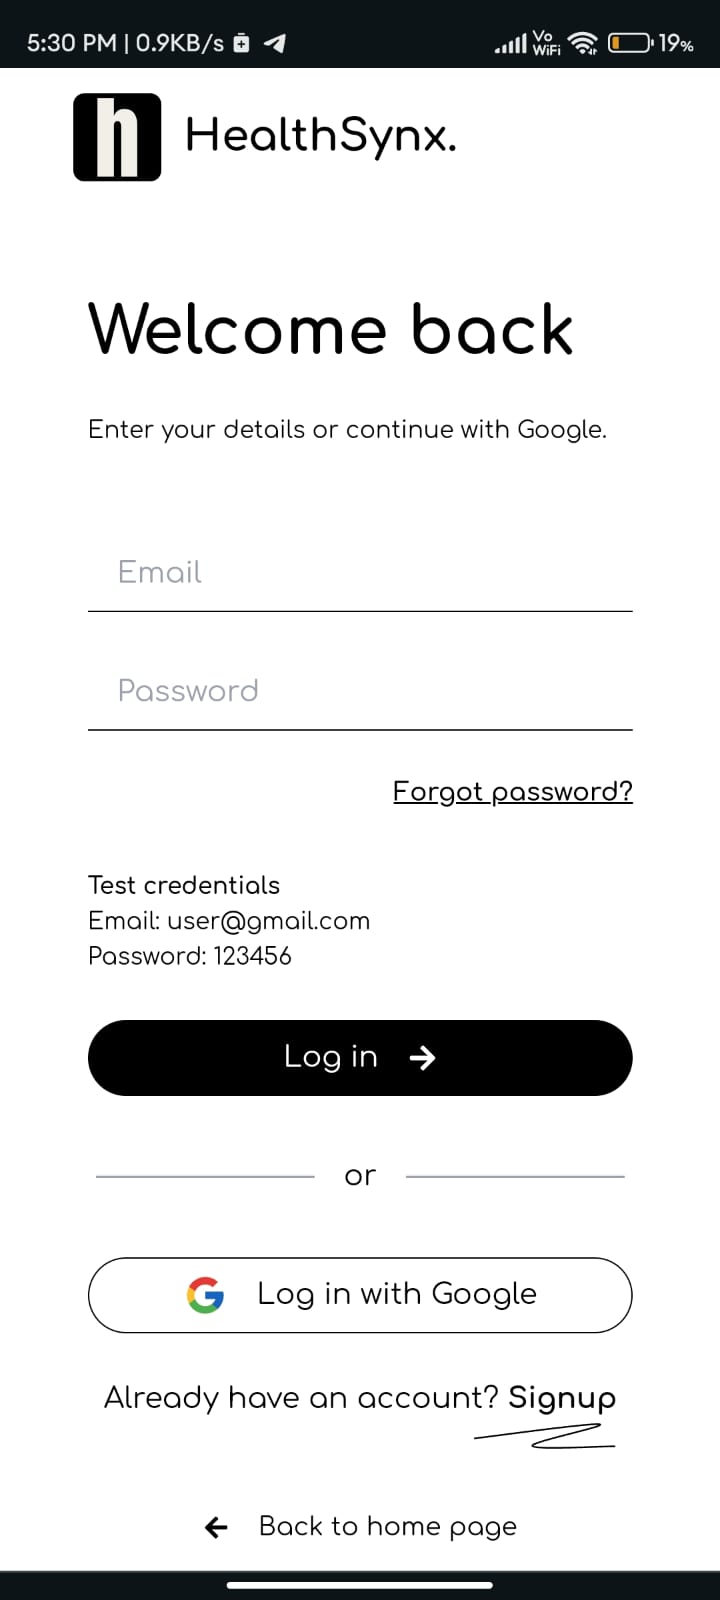 5:30 PM | 0.9KB/s
Vo
WiFi
19%
h
HealthSynx.
Welcome back
Enter your details or continue with Google.
Email
Password
Forgot password?
Test credentials
Email: user@gmail.com
Password: 123456
Log in →
or
G Log in with Google
Already have an account? Signup
← Back to home page